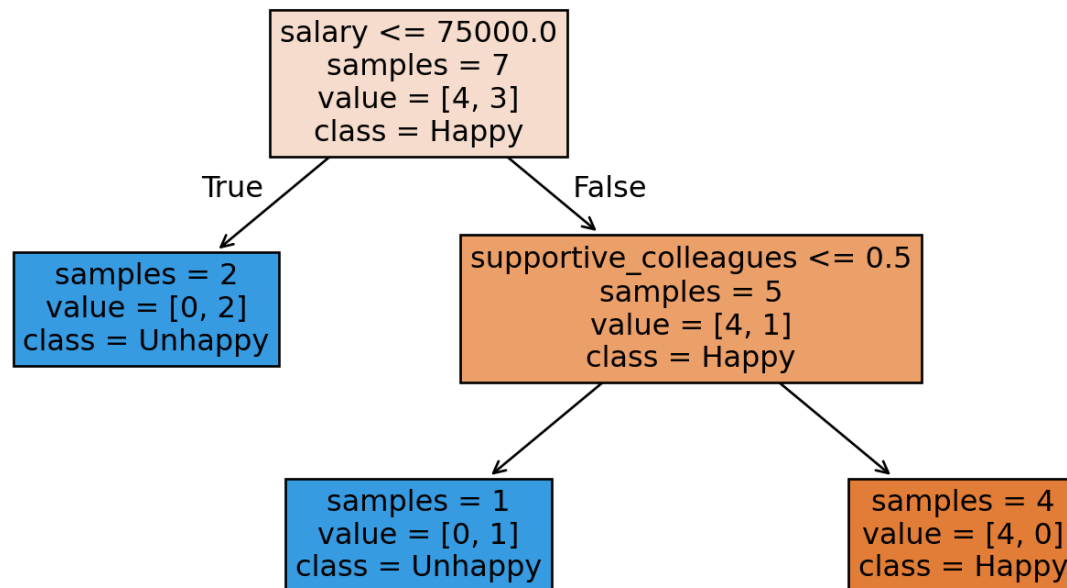 salary <= 75000.0
samples = 7
value = [4, 3]
class = Happy
True
False
samples = 2
value = [0, 2]
class = Unhappy
supportive_colleagues <= 0.5
samples = 5
value = [4, 1]
class = Happy
samples = 1
value = [0, 1]
class = Unhappy
samples = 4
value = [4, 0]
class = Happy